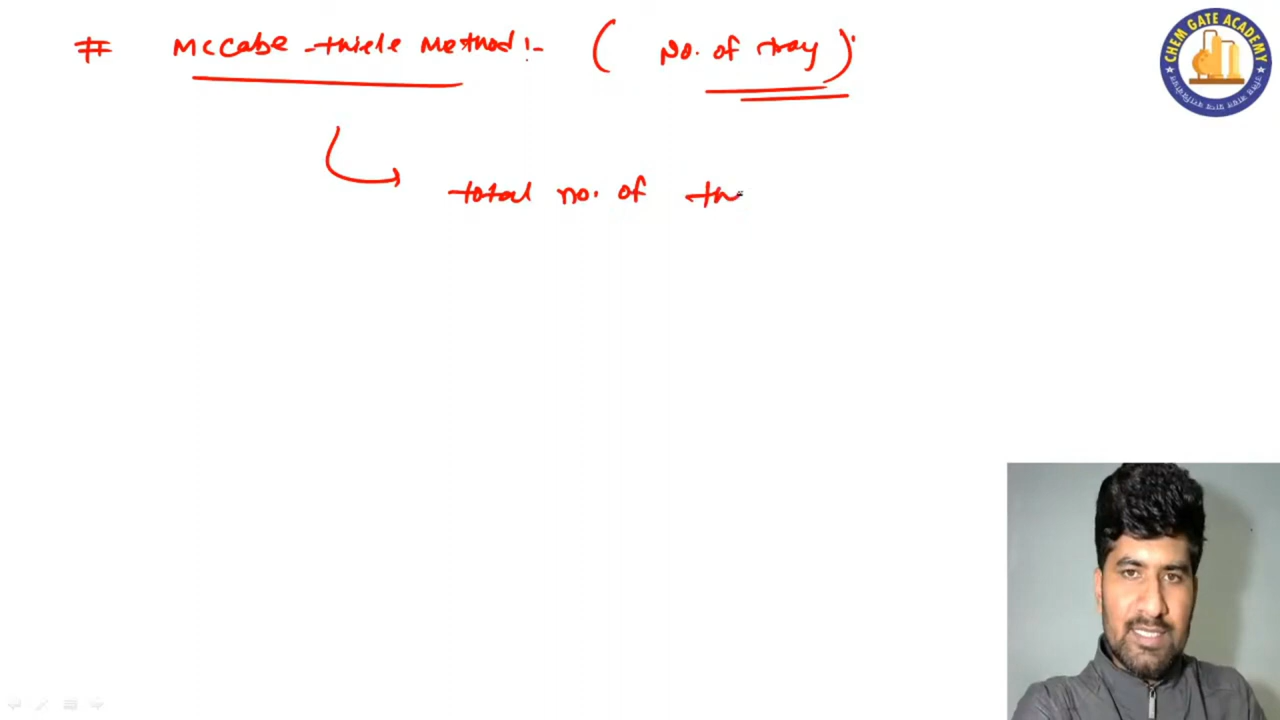 # McCabe-thiele Method :- ( No. of tray )
total no. of
CHEM GATE ACADEMY